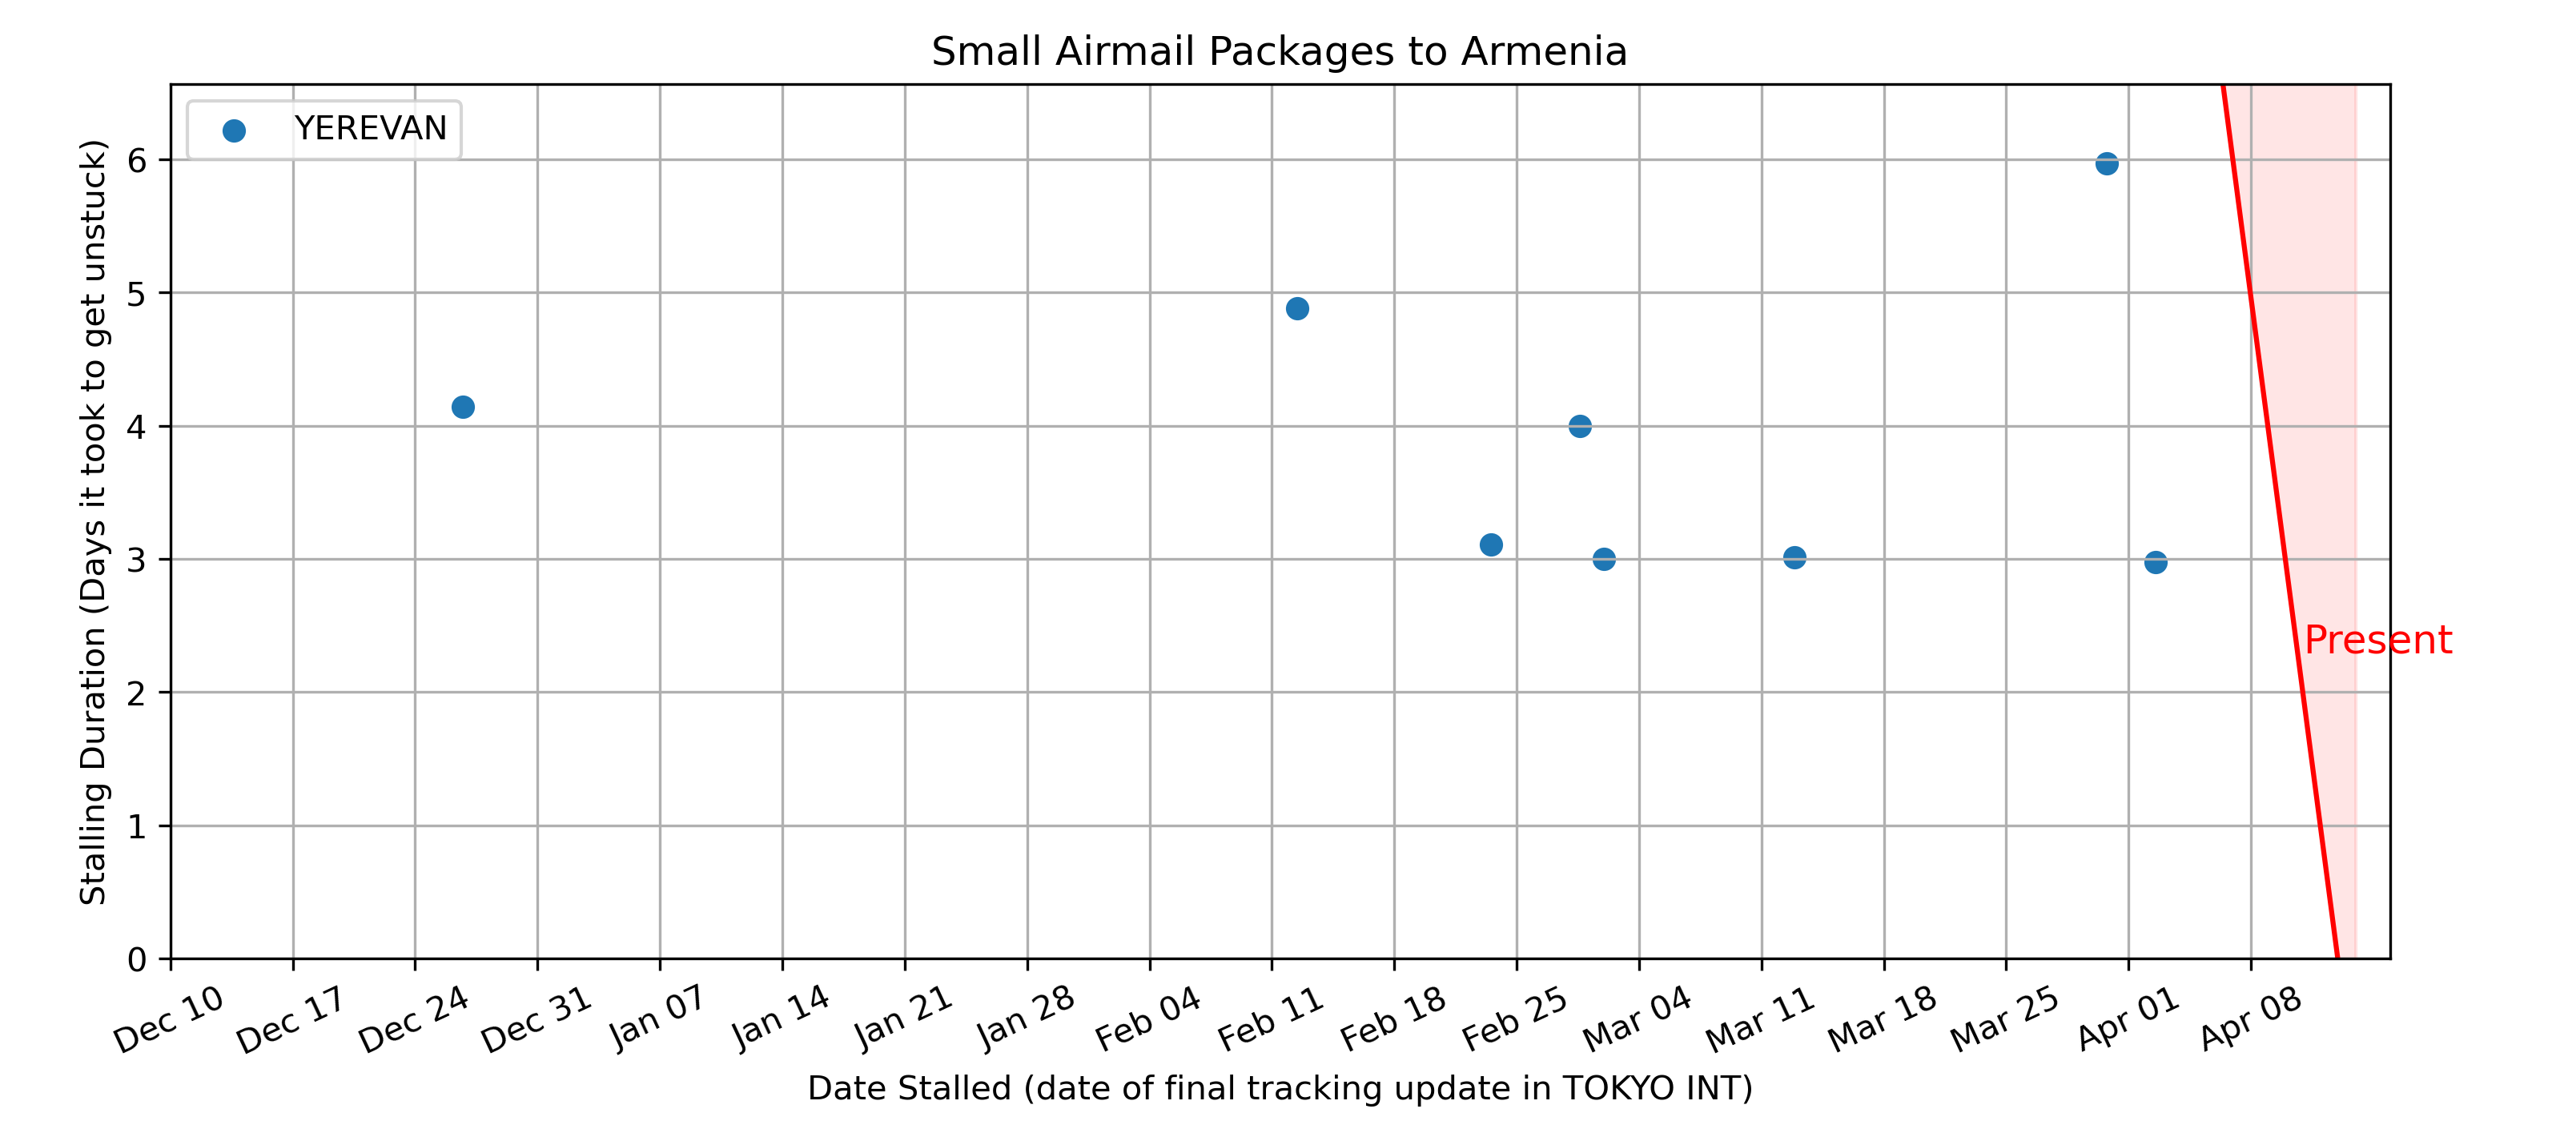 Small Airmail Packages to Armenia
YEREVAN
Stalling Duration (Days it took to get unstuck)
6
5
4
3
2
1
0
Present
Dec 10
Dec 17
Dec 24
Dec 31
Jan 07
Jan 14
Jan 21
Jan 28
Feb 04
Feb 11
Feb 18
Feb 25
Mar 04
Mar 11
Mar 18
Mar 25
Apr 01
Apr 08
Date Stalled (date of final tracking update in TOKYO INT)